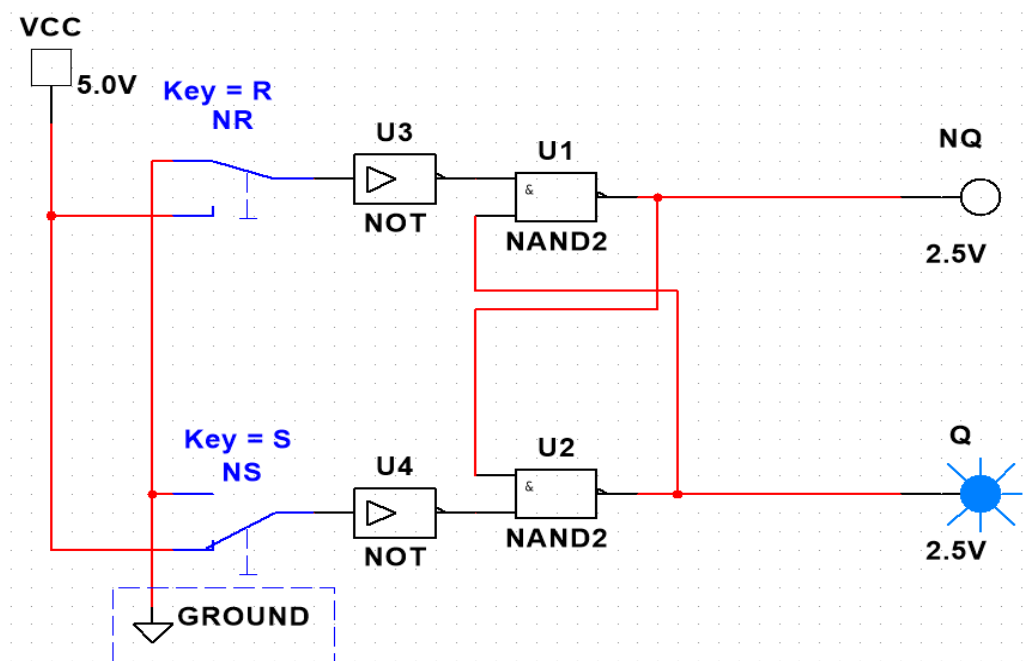 VCC
5.0V
Key = R
NR
U3
NOT
U1
&
NAND2
NQ
2.5V
Key = S
NS
U4
NOT
U2
&
NAND2
Q
2.5V
GROUND